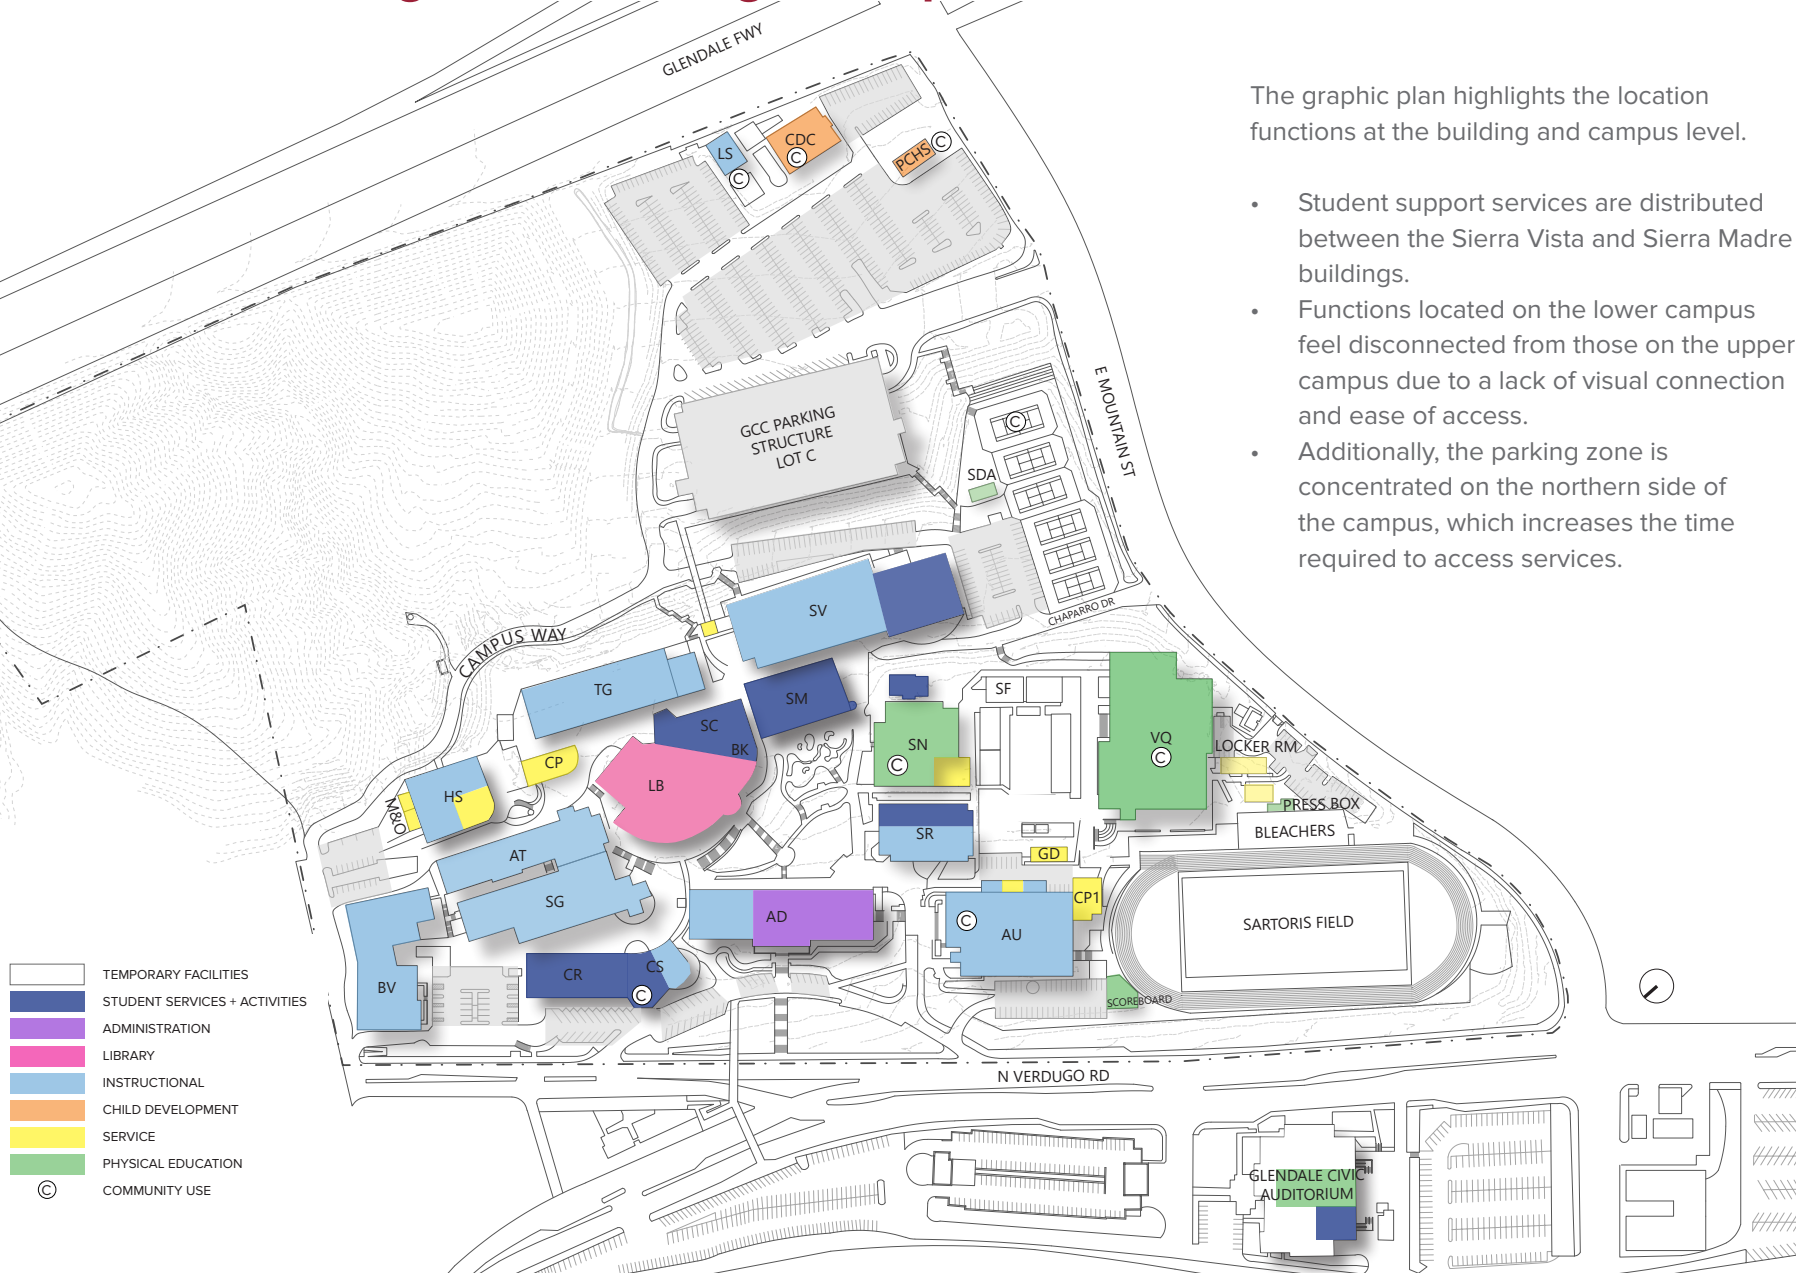 GLENDALE FWY
The graphic plan highlights the location
functions at the building and campus level.
• Student support services are distributed
between the Sierra Vista and Sierra Madre
buildings.
• Functions located on the lower campus
feel disconnected from those on the upper
campus due to a lack of visual connection
and ease of access.
• Additionally, the parking zone is
concentrated on the northern side of
the campus, which increases the time
required to access services.
LS
C
CDC
C
PCHS
C
E MOUNTAIN ST
GCC PARKING
STRUCTURE
LOT C
C
SDA
CHAPARRO DR
SV
CAMPUS WAY
TG
SM
SC
BK
SF
SN
C
VQ
C
LOCKER RM
CP
LB
HS
M&O
PRESS BOX
BLEACHERS
SR
GD
AT
SG
AD
C
AU
CP1
SARTORIS FIELD
CR
CS
C
BV
SCOREBOARD
N VERDUGO RD
GLENDALE CIVIC
AUDITORIUM
TEMPORARY FACILITIES
STUDENT SERVICES + ACTIVITIES
ADMINISTRATION
LIBRARY
INSTRUCTIONAL
CHILD DEVELOPMENT
SERVICE
PHYSICAL EDUCATION
C COMMUNITY USE